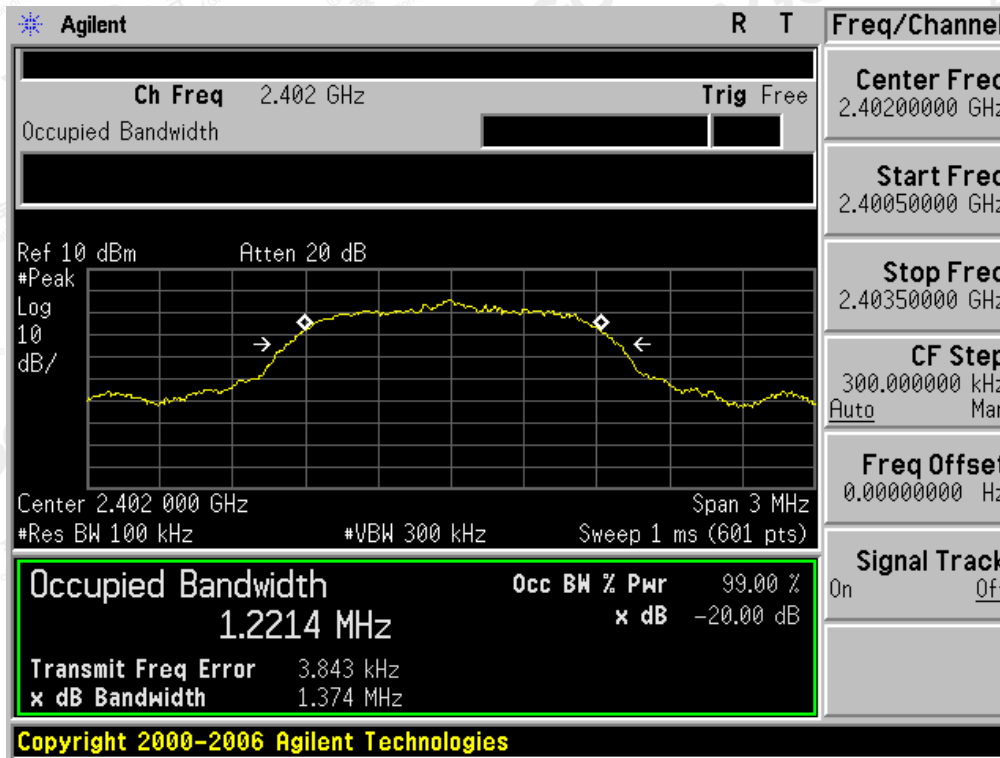 Agilent R T Freq/Channel
Ch Freq 2.402 GHz Trig Free
Occupied Bandwidth
Center Freq
2.40200000 GHz
Start Freq
2.40050000 GHz
Stop Freq
2.40350000 GHz
CF Step
300.000000 kHz
Auto Man
Freq Offset
0.00000000 Hz
Signal Track
On Off
Ref 10 dBm Atten 20 dB
#Peak
Log
10
dB/
Center 2.402 000 GHz Span 3 MHz
#Res BW 100 kHz #VBW 300 kHz Sweep 1 ms (601 pts)
Occupied Bandwidth
1.2214 MHz
Occ BW % Pwr 99.00 %
x dB -20.00 dB
Transmit Freq Error 3.843 kHz
x dB Bandwidth 1.374 MHz
Copyright 2000-2006 Agilent Technologies